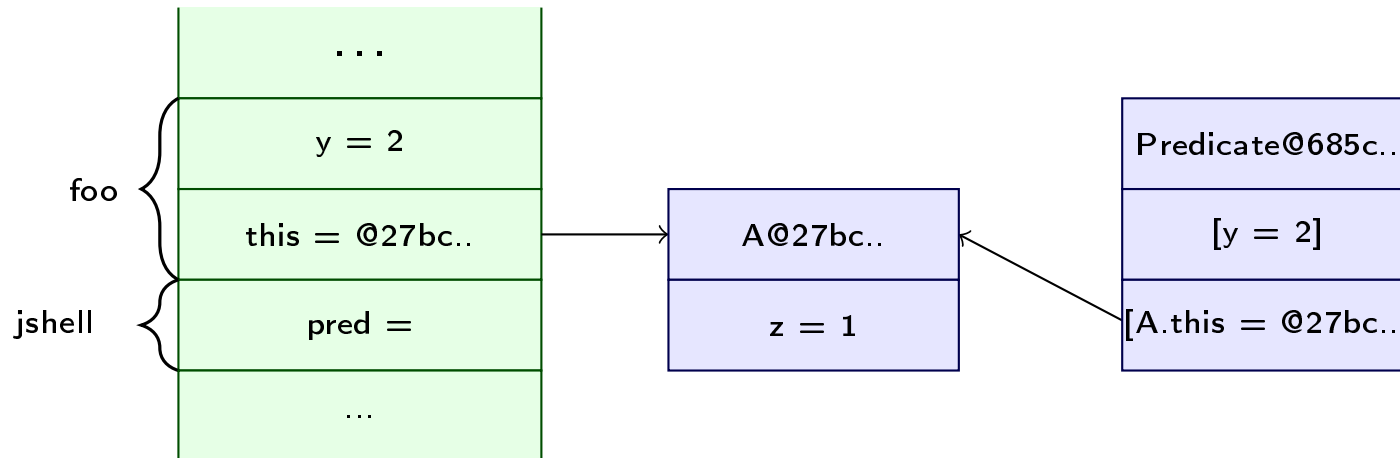 ...
y = 2
foo
this = @27bc..
jshell
pred =
...
A@27bc..
z = 1
Predicate@685c..
[y = 2]
[A.this = @27bc..